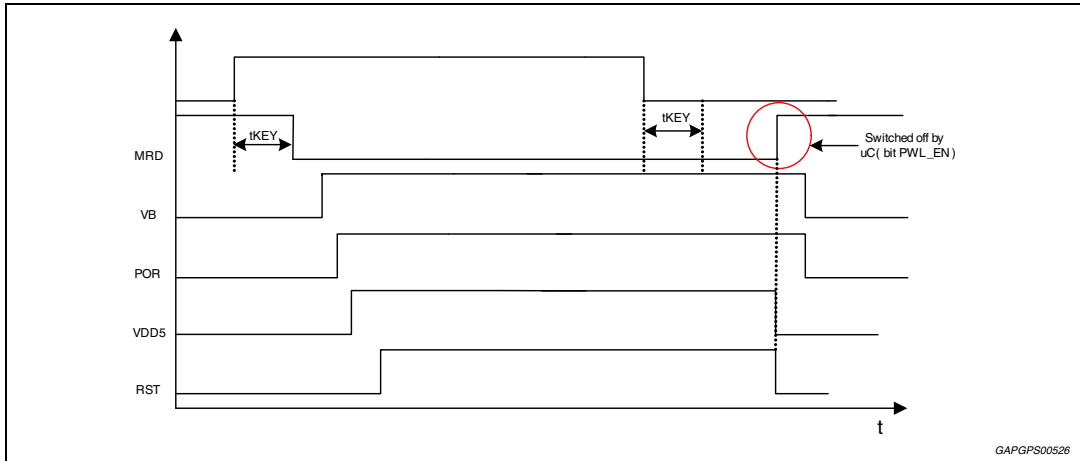 tKEY
tKEY
Switched off by
uC( bit PWL_EN)
MRD
VB
POR
VDD5
RST
t
GAPGPS00526